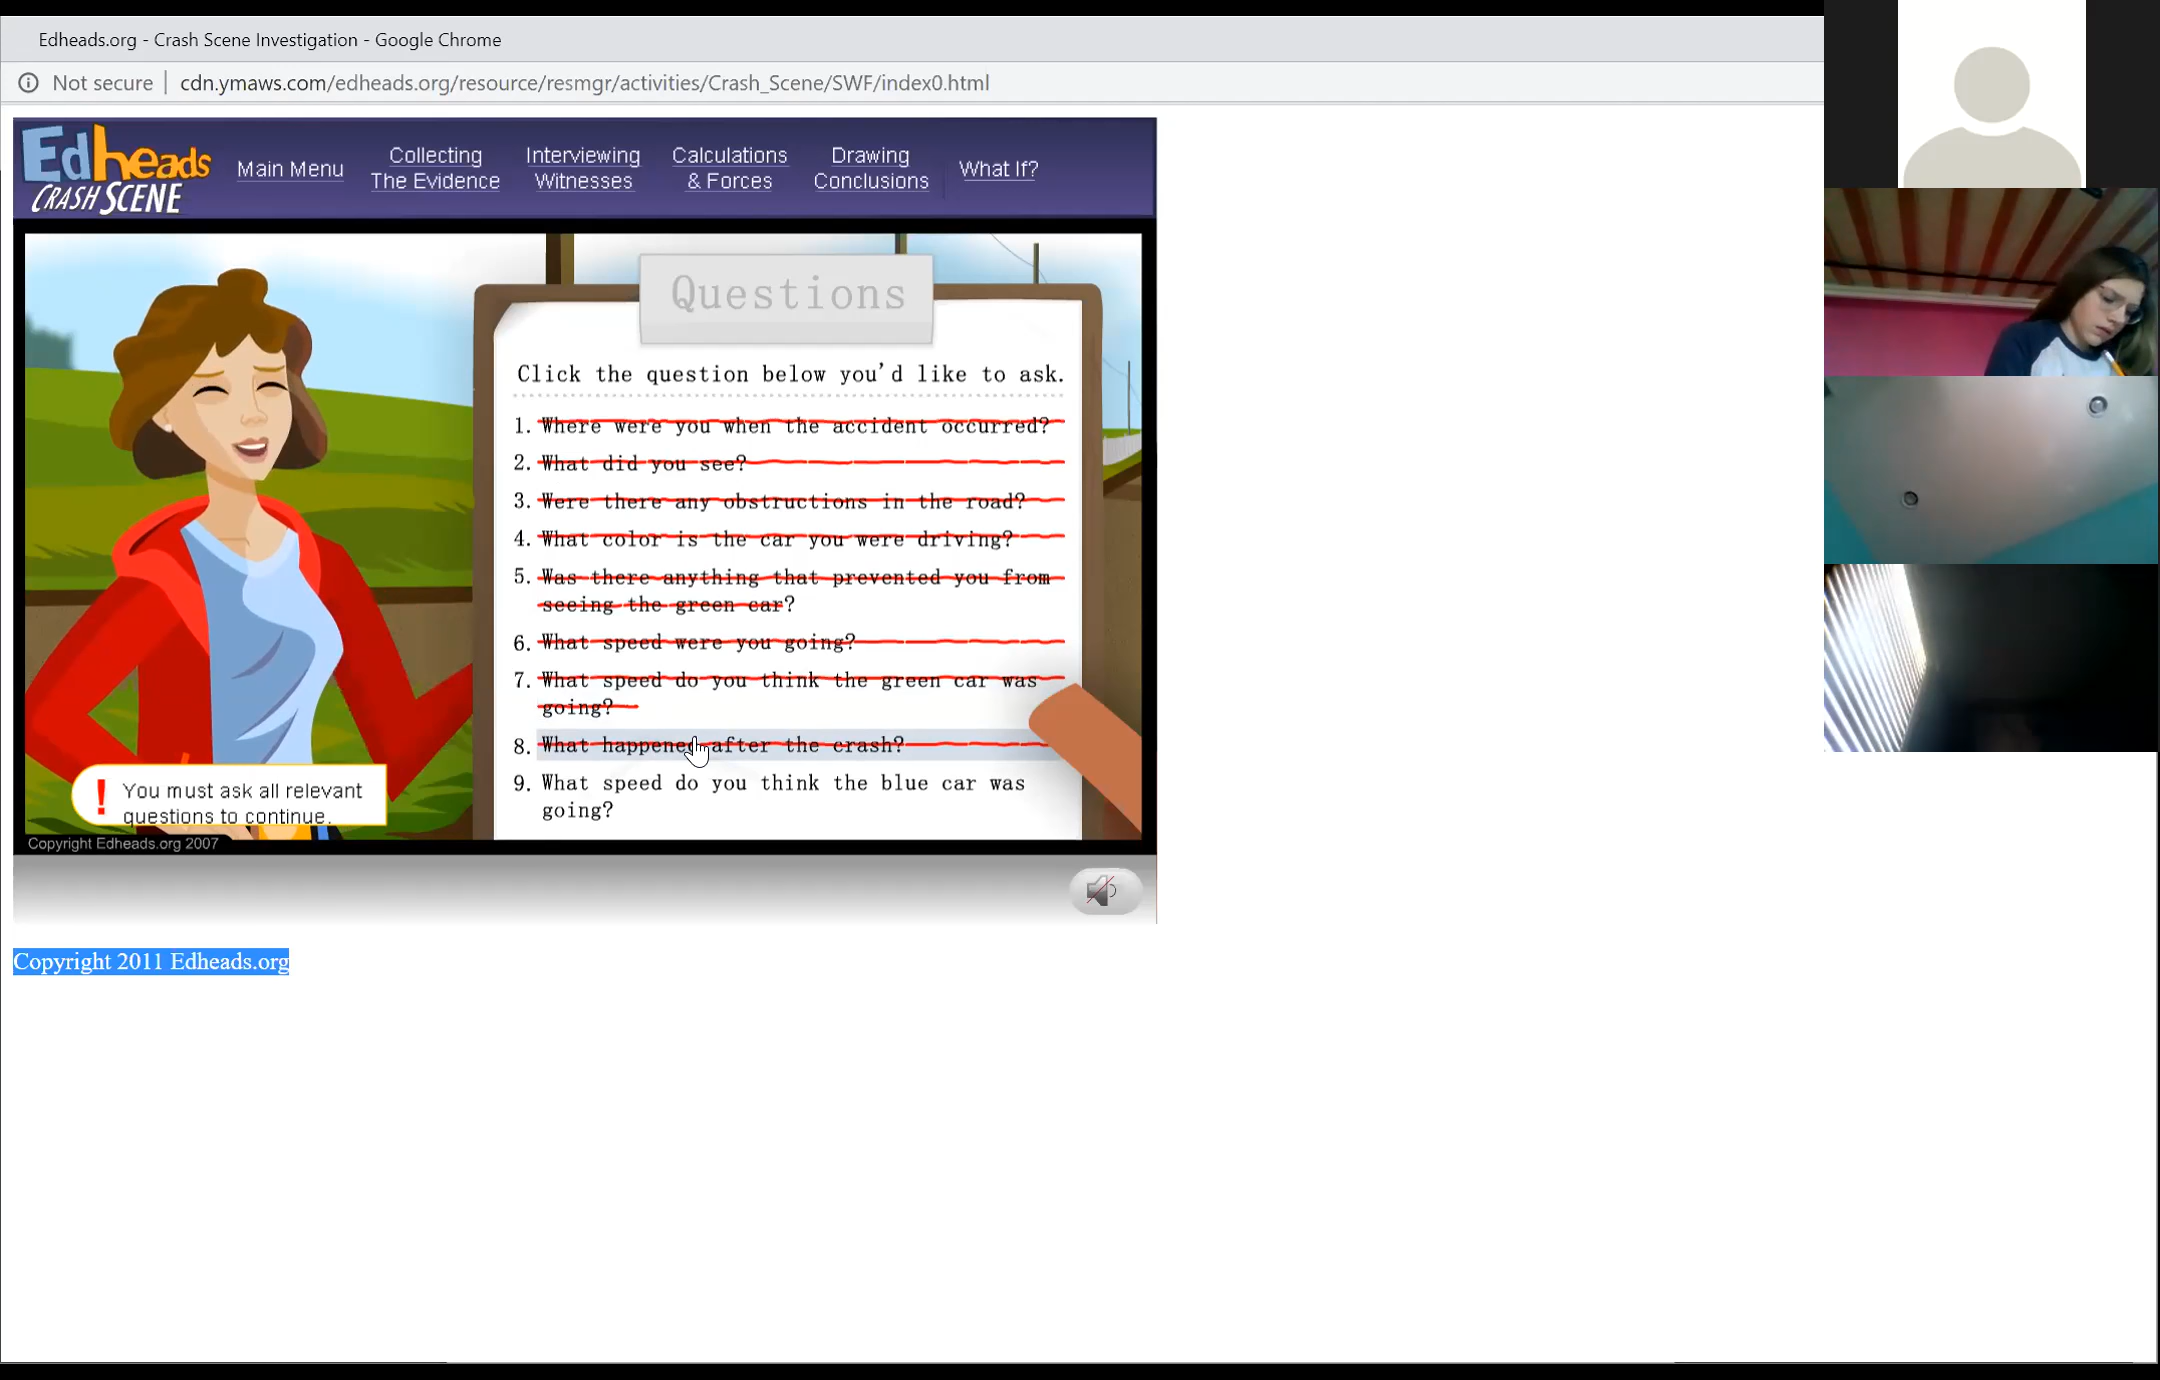 Edheads.org - Crash Scene Investigation - Google Chrome
Not secure | cdn.ymaws.com/edheads.org/resource/resmgr/activities/Crash_Scene/SWF/index0.html
Edheads
CRASH SCENE
Main Menu
Collecting
The Evidence
Interviewing
Witnesses
Calculations
& Forces
Drawing
Conclusions
What If?
Questions
Click the question below you'd like to ask.
1. Where were you when the accident occurred?
2. What did you see?
3. Were there any obstructions in the road?
4. What color is the car you were driving?
5. Was there anything that prevented you from
seeing the green car?
6. What speed were you going?
7. What speed do you think the green car was
going?
8. What happened after the crash?
9. What speed do you think the blue car was
going?
! You must ask all relevant
questions to continue.
Copyright Edheads.org 2007
Copyright 2011 Edheads.org